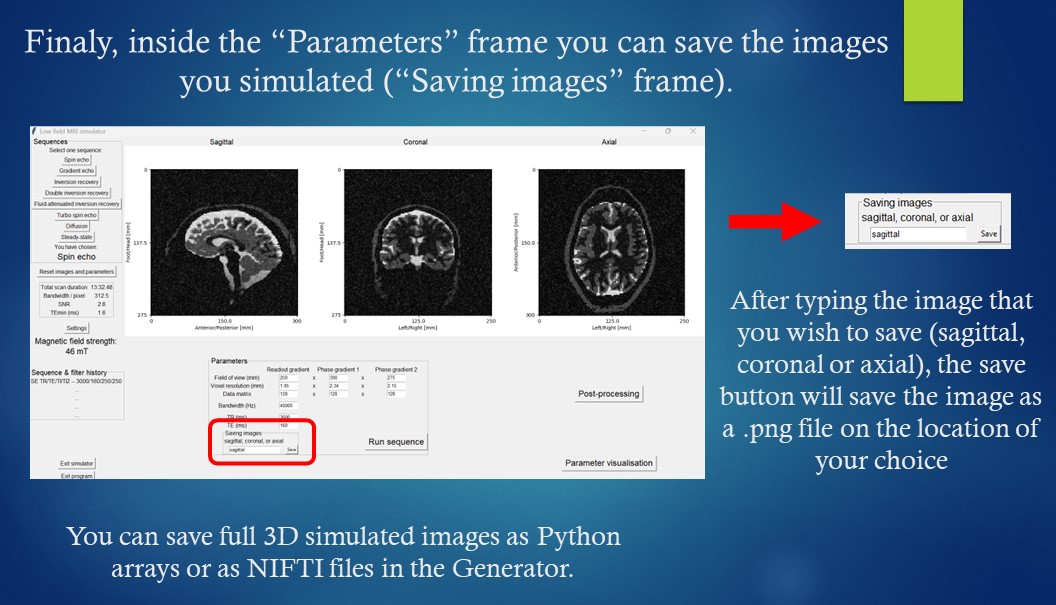 Finaly, inside the “Parameters” frame you can save the images
you simulated (“Saving images” frame).
Low field MRI simulator
Sequences
Select one sequence:
Spin echo
Gradient echo
Inversion recovery
Double inversion recovery
Fluid-attenuated inversion recovery
Turbo spin echo
Diffusion
Steady-state
You have chosen:
Spin echo
Reset images and parameters
Total scan duration 13:32:48
Bandwidth / pixel 312.5
SNR 2.8
TEmin (ms) 1.6
Settings
Magnetic field strength:
46 mT
Sequence & filter history
SE TR/TE/TI/TI2 – 3000/160/250/250
...
...
...
...
Exit simulator
Exit program
Sagittal
0
137.5
275
Foot/Head [mm]
0 150.0 300
Anterior/Posterior [mm]
Coronal
0
137.5
275
Foot/Head [mm]
0 125.0 250
Left/Right [mm]
Axial
0
150.0
300
Anterior/Posterior [mm]
0 125.0 250
Left/Right [mm]
Parameters
Readout gradient Phase gradient 1 Phase gradient 2
Field of view (mm) 250 x 300 x 275
Voxel resolution (mm) 1.95 x 2.34 x 2.15
Data matrix 128 x 128 x 128
Bandwidth (Hz) 40000
TR (ms) 3000
TE (ms) 160
Saving images
sagittal, coronal, or axial
sagittal Save
Run sequence
Post-processing
Parameter visualisation
Saving images
sagittal, coronal, or axial
sagittal Save
After typing the image that
you wish to save (sagittal,
coronal or axial), the save
button will save the image as
a .png file on the location of
your choice
You can save full 3D simulated images as Python
arrays or as NIFTI files in the Generator.